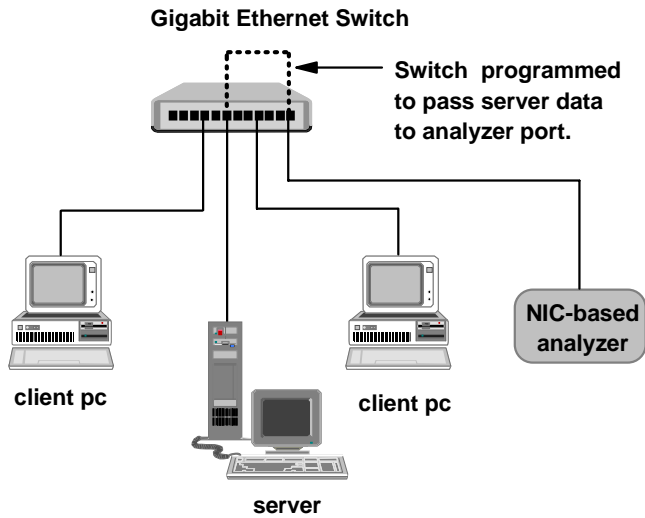 Gigabit Ethernet Switch
Switch programmed
to pass server data
to analyzer port.
NIC-based
analyzer
client pc
client pc
server